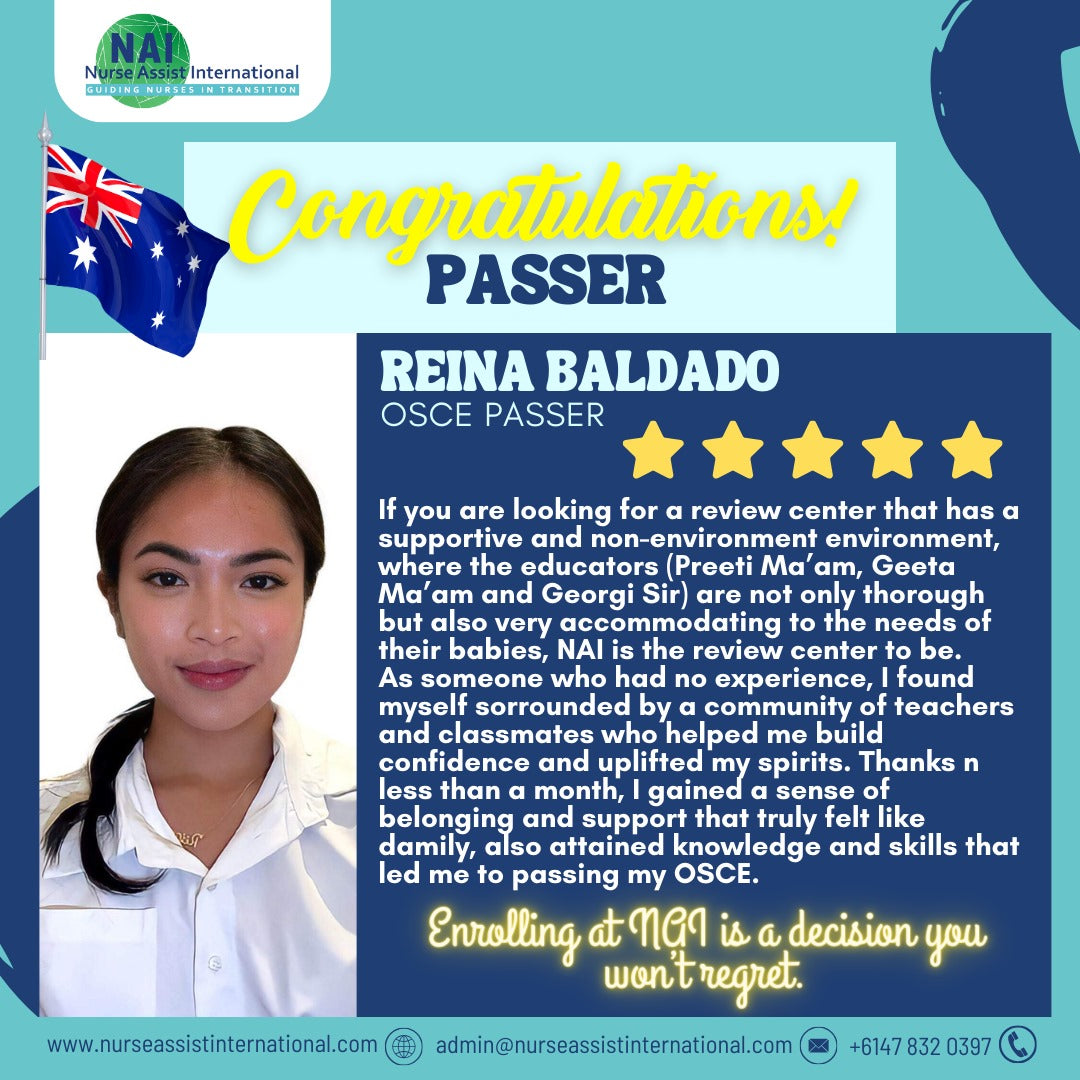 NAI
Nurse Assist International
GUIDING NURSES IN TRANSITION
Congratulations!
PASSER
REINA BALDADO
OSCE PASSER
If you are looking for a review center that has a
supportive and non-environment environment,
where the educators (Preeti Ma’am, Geeta
Ma’am and Georgi Sir) are not only thorough
but also very accommodating to the needs of
their babies, NAI is the review center to be.
As someone who had no experience, I found
myself sorrounded by a community of teachers
and classmates who helped me build
confidence and uplifted my spirits. Thanks n
less than a month, I gained a sense of
belonging and support that truly felt like
damily, also attained knowledge and skills that
led me to passing my OSCE.
Enrolling at NAI is a decision you
won't regret.
www.nurseassistinternational.com admin@nurseassistinternational.com +6147 832 0397